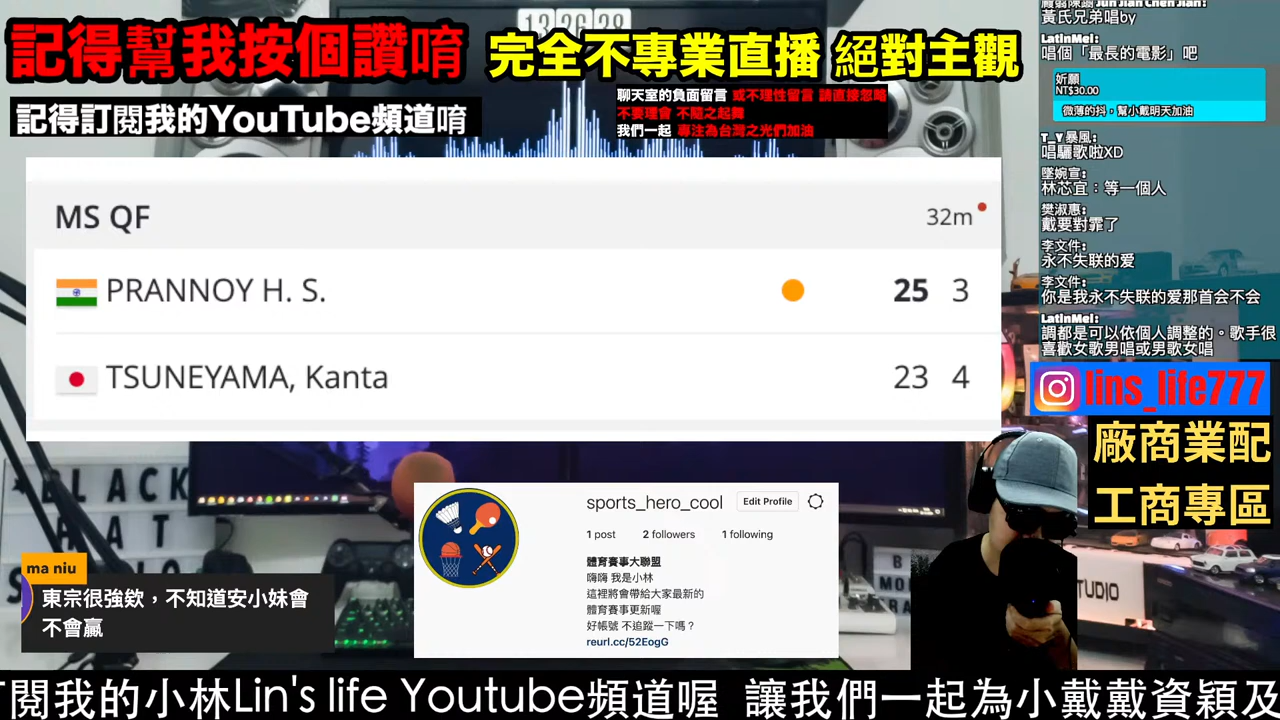 記得幫我按個讚唷
完全不專業直播 絕對主觀
記得訂閱我的YouTube頻道唷
聊天室的負面留言 或不理性留言 請直接忽略
不要理會 不隨之起舞
我們一起 專注為台灣之光們加油
MS QF
32m
PRANNOY H. S.
25 3
TSUNEYAMA, Kanta
23 4
黃氏兄弟唱by
LatinMei:
唱個「最長的電影」吧
妡願
NT$30.00
微薄的抖,幫小戴明天加油
T_Y暴風:
唱驪歌啦XD
墜婉宣:
林芯宜:等一個人
樊淑惠:
戴要對霏了
李文件:
永不失联的爱
李文件:
你是我永不失联的爱那首会不会
LatinMei:
調都是可以依個人調整的。歌手很
喜歡女歌男唱或男歌女唱
lins_life777
廠商業配
工商專區
BLACK
HAT
sports_hero_cool
Edit Profile
1 post 2 followers 1 following
體育賽事大聯盟
嗨嗨 我是小林
這裡將會帶給大家最新的
體育賽事更新喔
好帳號 不追蹤一下嗎?
reurl.cc/52EogG
ma niu
東宗很強欸,不知道安小妹會
不會贏
閱我的小林Lin's life Youtube頻道喔 讓我們一起為小戴戴資穎及